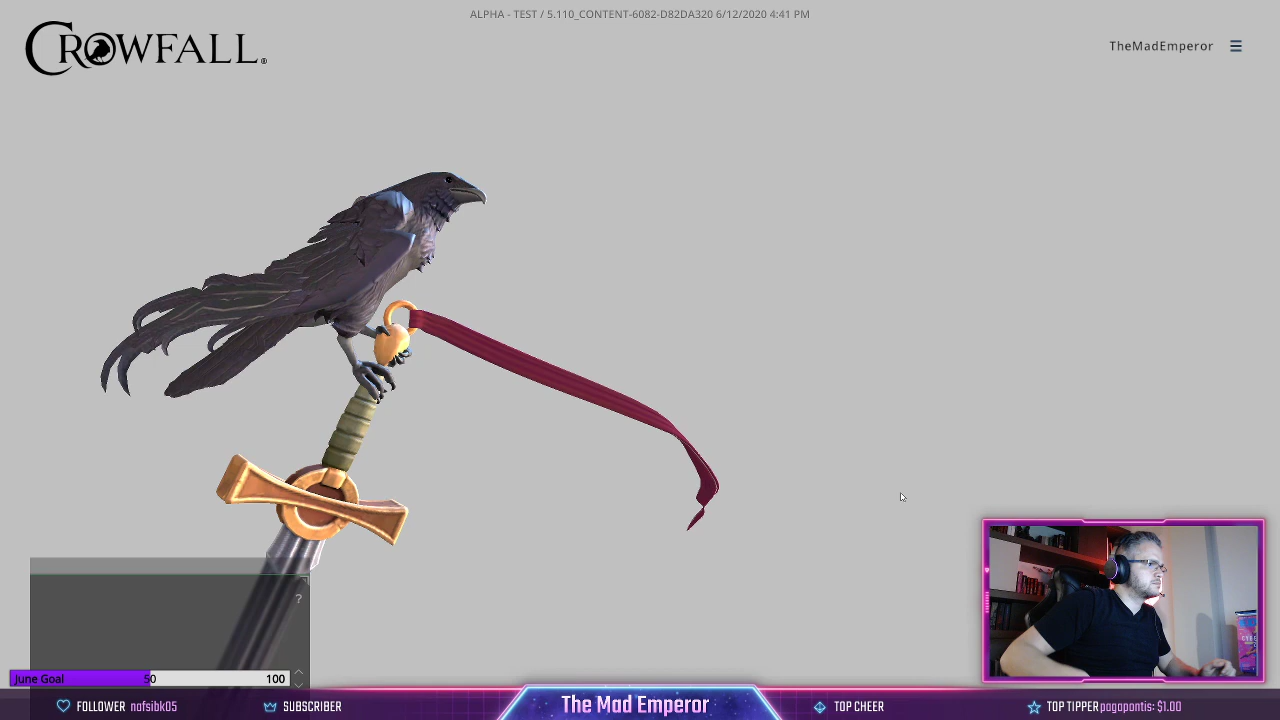 ALPHA - TEST / 5.110_CONTENT-6082-D82DA320 6/12/2020 4:41 PM
CROWFALL®
TheMadEmperor
?
June Goal 50 100
FOLLOWER nafsibk05
SUBSCRIBER
The Mad Emperor
TOP CHEER
TOP TIPPER pogopontis: $1.00